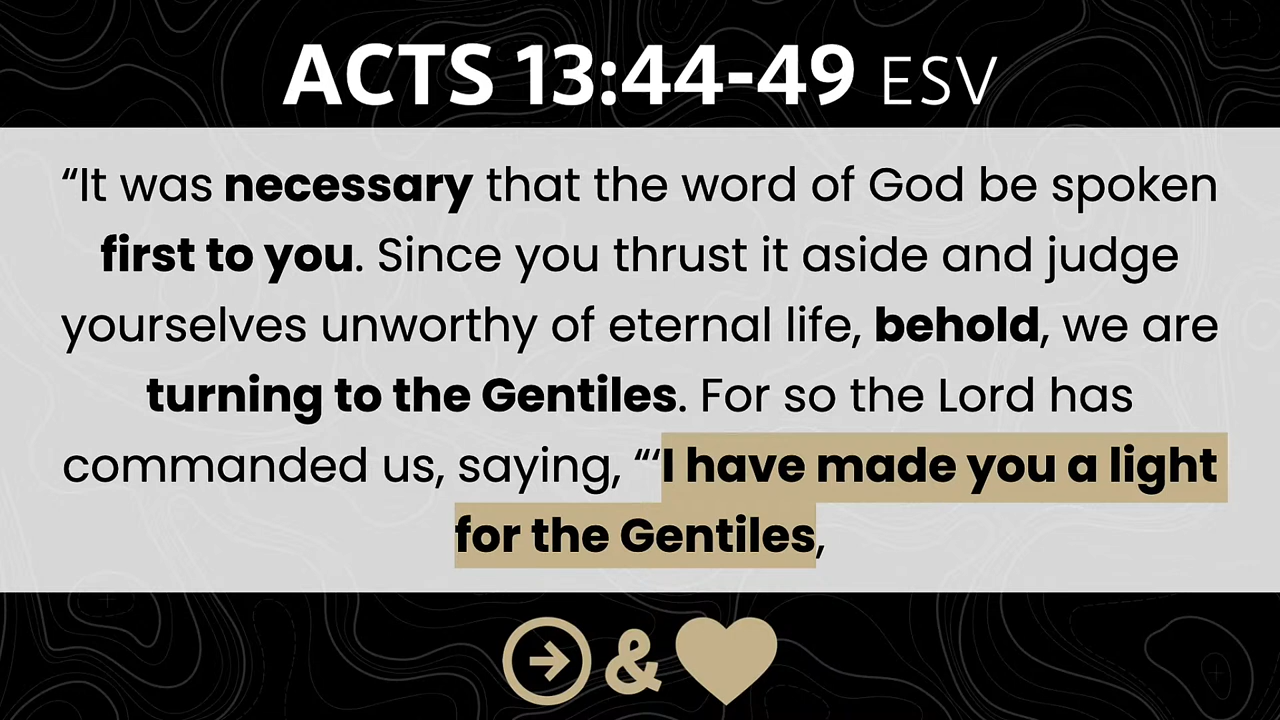 ACTS 13:44-49 ESV
“It was necessary that the word of God be spoken
first to you. Since you thrust it aside and judge
yourselves unworthy of eternal life, behold, we are
turning to the Gentiles. For so the Lord has
commanded us, saying, “‘I have made you a light
for the Gentiles,
&